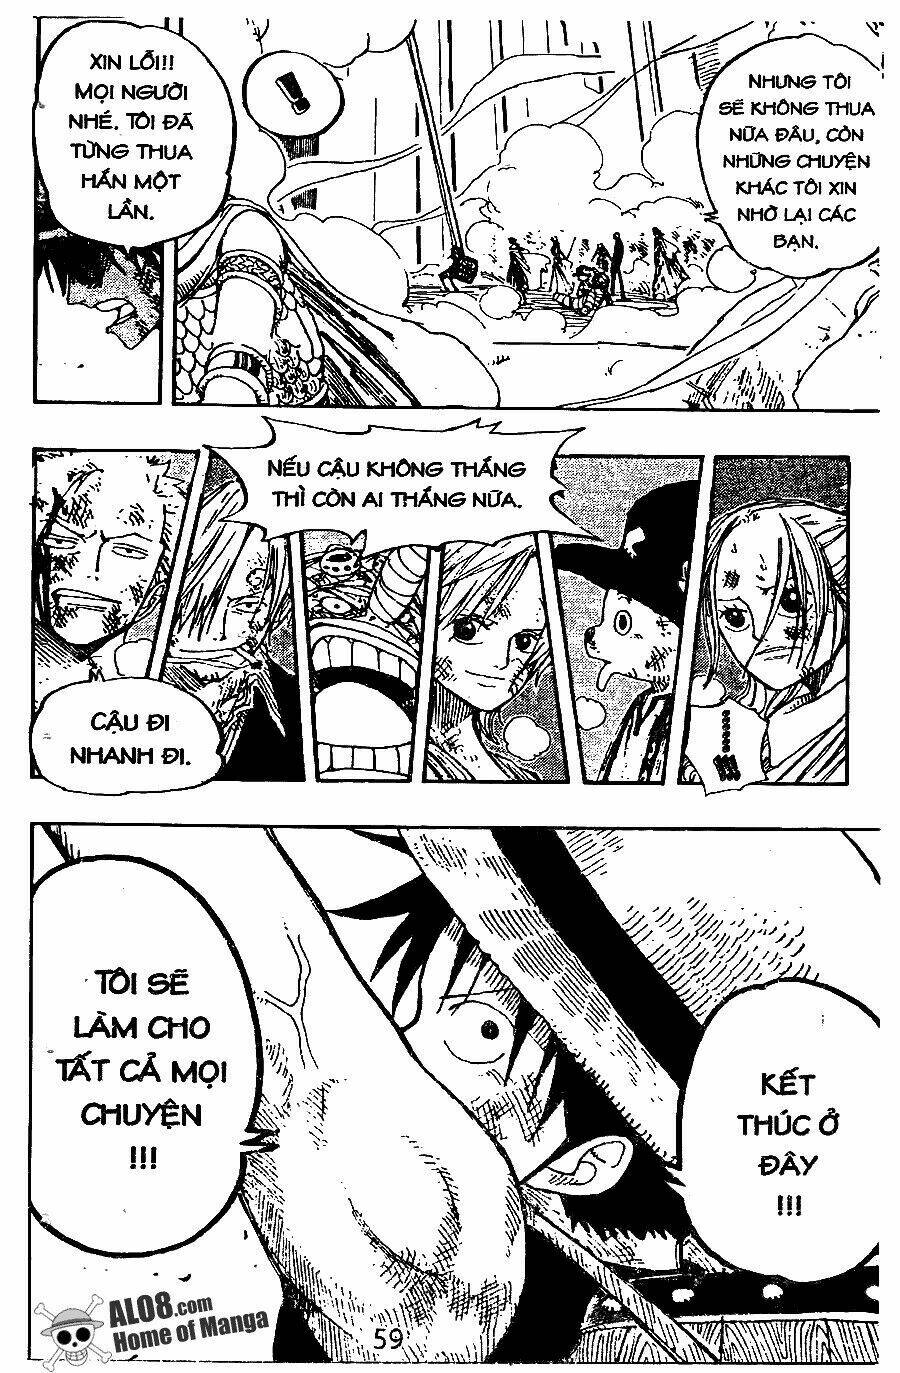 XIN LỖI!!!
MỌI NGƯỜI
NHÉ. TÔI ĐÃ
TỪNG THUA
HẮN MỘT
LẦN.
!
NHƯNG TÔI
SẼ KHÔNG THUA
NỮA ĐÂU, CÒN
NHỮNG CHUYỆN
KHÁC TÔI XIN
NHỜ LẠI CÁC
BẠN.
NẾU CẬU KHÔNG THẮNG
THÌ CÒN AI THẮNG NỮA.
CẬU ĐI
NHANH ĐI.
TÔI SẼ
LÀM CHO
TẤT CẢ MỌI
CHUYỆN
!!!
KẾT
THÚC Ở
ĐÂY
!!!
AL08.com
Home of Manga
59